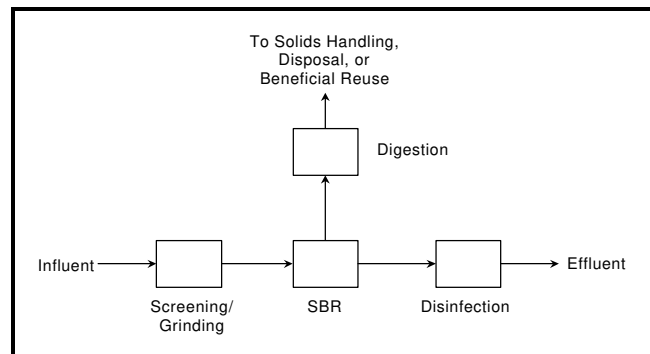 To Solids Handling,
Disposal, or
Beneficial Reuse
Digestion
Influent
Effluent
Screening/
Grinding
SBR
Disinfection